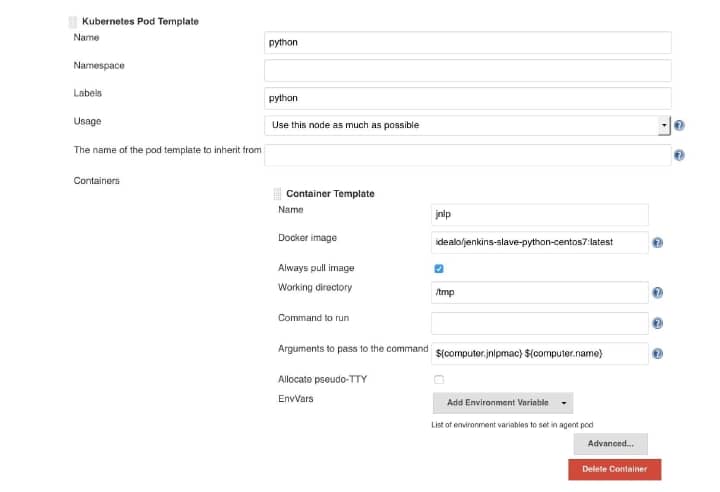 Kubernetes Pod Template
Name
python
Namespace
Labels
python
Usage
Use this node as much as possible
The name of the pod template to inherit from
Containers
Container Template
Name
jnlp
Docker image
idealo/jenkins-slave-python-centos7:latest
Always pull image
Working directory
/tmp
Command to run
Arguments to pass to the command
${computer.jnlpmac} ${computer.name}
Allocate pseudo-TTY
EnvVars
Add Environment Variable
List of environment variables to set in agent pod
Advanced...
Delete Container